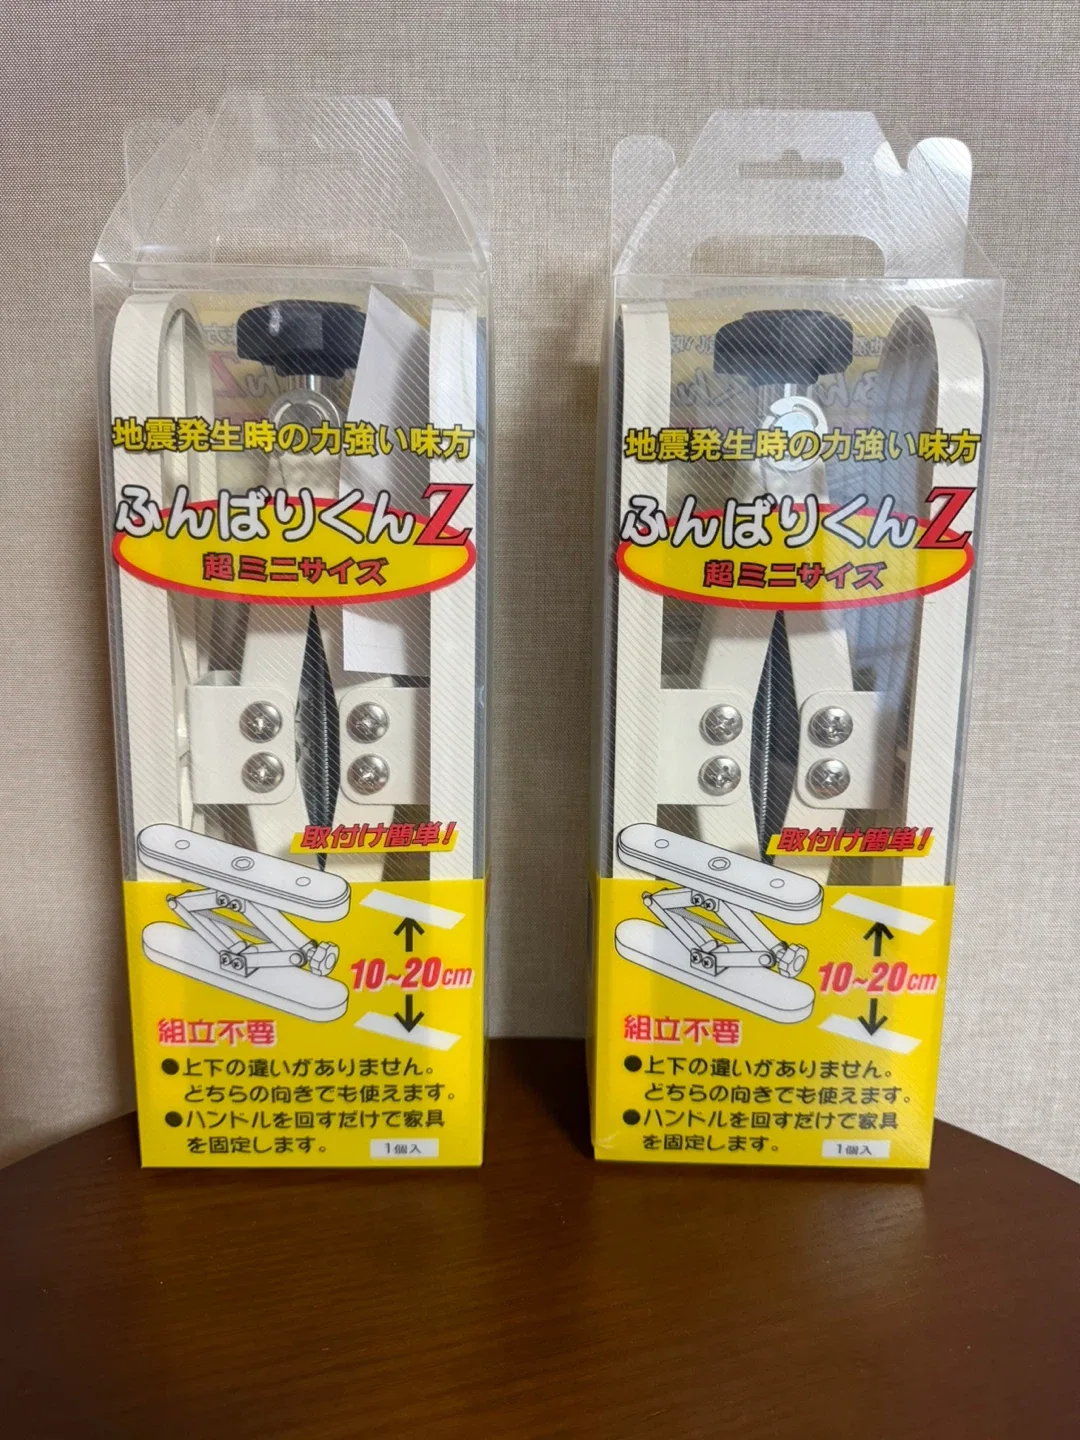 地震発生時の力強い味方
ふんばりくんZ
超ミニサイズ
取付け簡単!
10~20cm
組立不要
●上下の違いがありません。
どちらの向きでも使えます。
●ハンドルを回すだけで家具
を固定します。
1個入
地震発生時の力強い味方
ふんばりくんZ
超ミニサイズ
取付け簡単!
10~20cm
組立不要
●上下の違いがありません。
どちらの向きでも使えます。
●ハンドルを回すだけで家具
を固定します。
1個入